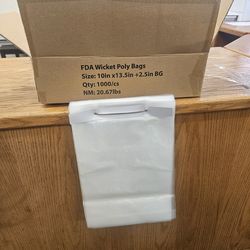 FDA Wicket Poly Bags
Size: 10in x13.5in +2.5in BG
Qty: 1000/cs
NM: 20.67lbs